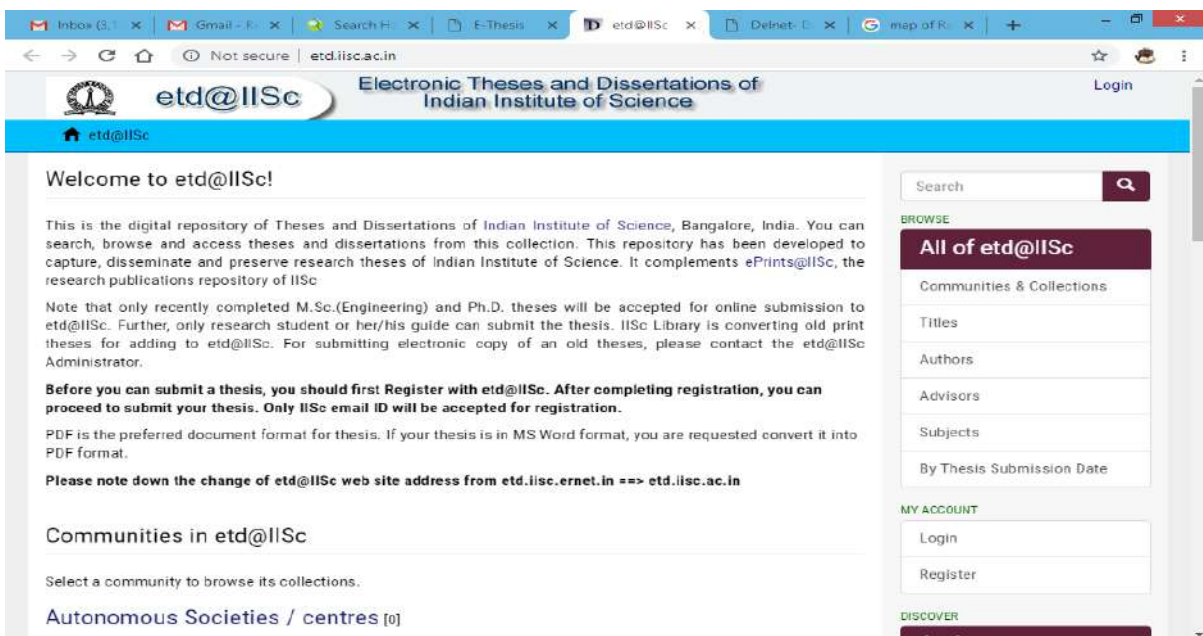 Inbox (3,1
Gmail - R
Search H
E-Thesis
etd@IISc
Delnet- D
map of R
Not secure | etd.iisc.ac.in
etd@IISc
Electronic Theses and Dissertations of
Indian Institute of Science
Login
etd@IISc
Welcome to etd@IISc!
This is the digital repository of Theses and Dissertations of Indian Institute of Science, Bangalore, India. You can
search, browse and access theses and dissertations from this collection. This repository has been developed to
capture, disseminate and preserve research theses of Indian Institute of Science. It complements ePrints@IISc, the
research publications repository of IISc
Note that only recently completed M.Sc.(Engineering) and Ph.D. theses will be accepted for online submission to
etd@IISc. Further, only research student or her/his guide can submit the thesis. IISc Library is converting old print
theses for adding to etd@IISc. For submitting electronic copy of an old theses, please contact the etd@IISc
Administrator.
Before you can submit a thesis, you should first Register with etd@IISc. After completing registration, you can
proceed to submit your thesis. Only IISc email ID will be accepted for registration.
PDF is the preferred document format for thesis. If your thesis is in MS Word format, you are requested convert it into
PDF format.
Please note down the change of etd@IISc web site address from etd.iisc.ernet.in ==> etd.iisc.ac.in
Communities in etd@IISc
Select a community to browse its collections.
Autonomous Societies / centres [0]
Search
BROWSE
All of etd@IISc
Communities & Collections
Titles
Authors
Advisors
Subjects
By Thesis Submission Date
MY ACCOUNT
Login
Register
DISCOVER